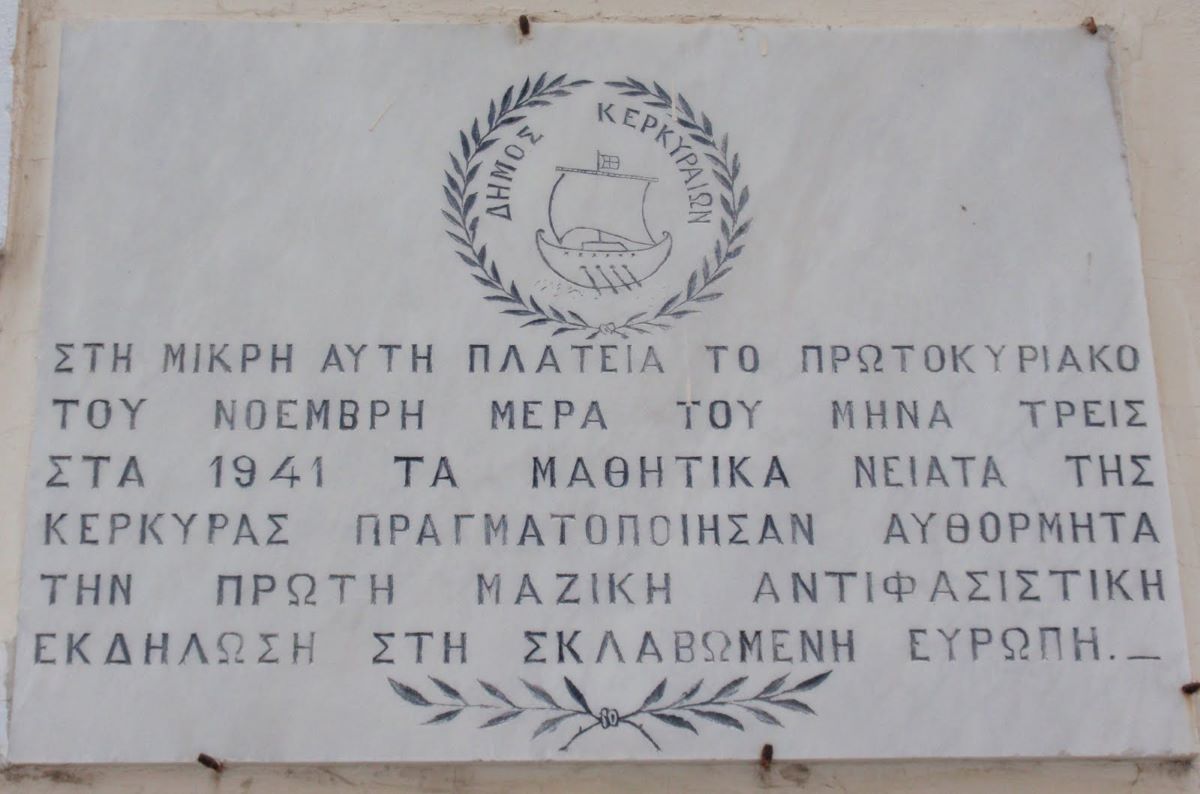 ΔΗΜΟΣ ΚΕΡΚΥΡΑΙΩΝ
ΣΤΗ ΜΙΚΡΗ ΑΥΤΗ ΠΛΑΤΕΙΑ ΤΟ ΠΡΩΤΟΚΥΡΙΑΚΟ
ΤΟΥ ΝΟΕΜΒΡΗ ΜΕΡΑ ΤΟΥ ΜΗΝΑ ΤΡΕΙΣ
ΣΤΑ 1941 ΤΑ ΜΑΘΗΤΙΚΑ ΝΕΙΑΤΑ ΤΗΣ
ΚΕΡΚΥΡΑΣ ΠΡΑΓΜΑΤΟΠΟΙΗΣΑΝ ΑΥΘΟΡΜΗΤΑ
ΤΗΝ ΠΡΩΤΗ ΜΑΖΙΚΗ ΑΝΤΙΦΑΣΙΣΤΙΚΗ
ΕΚΔΗΛΩΣΗ ΣΤΗ ΣΚΛΑΒΩΜΕΝΗ ΕΥΡΩΠΗ._